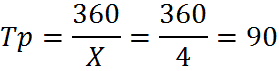 Tp = 360/X = 360/4 = 90